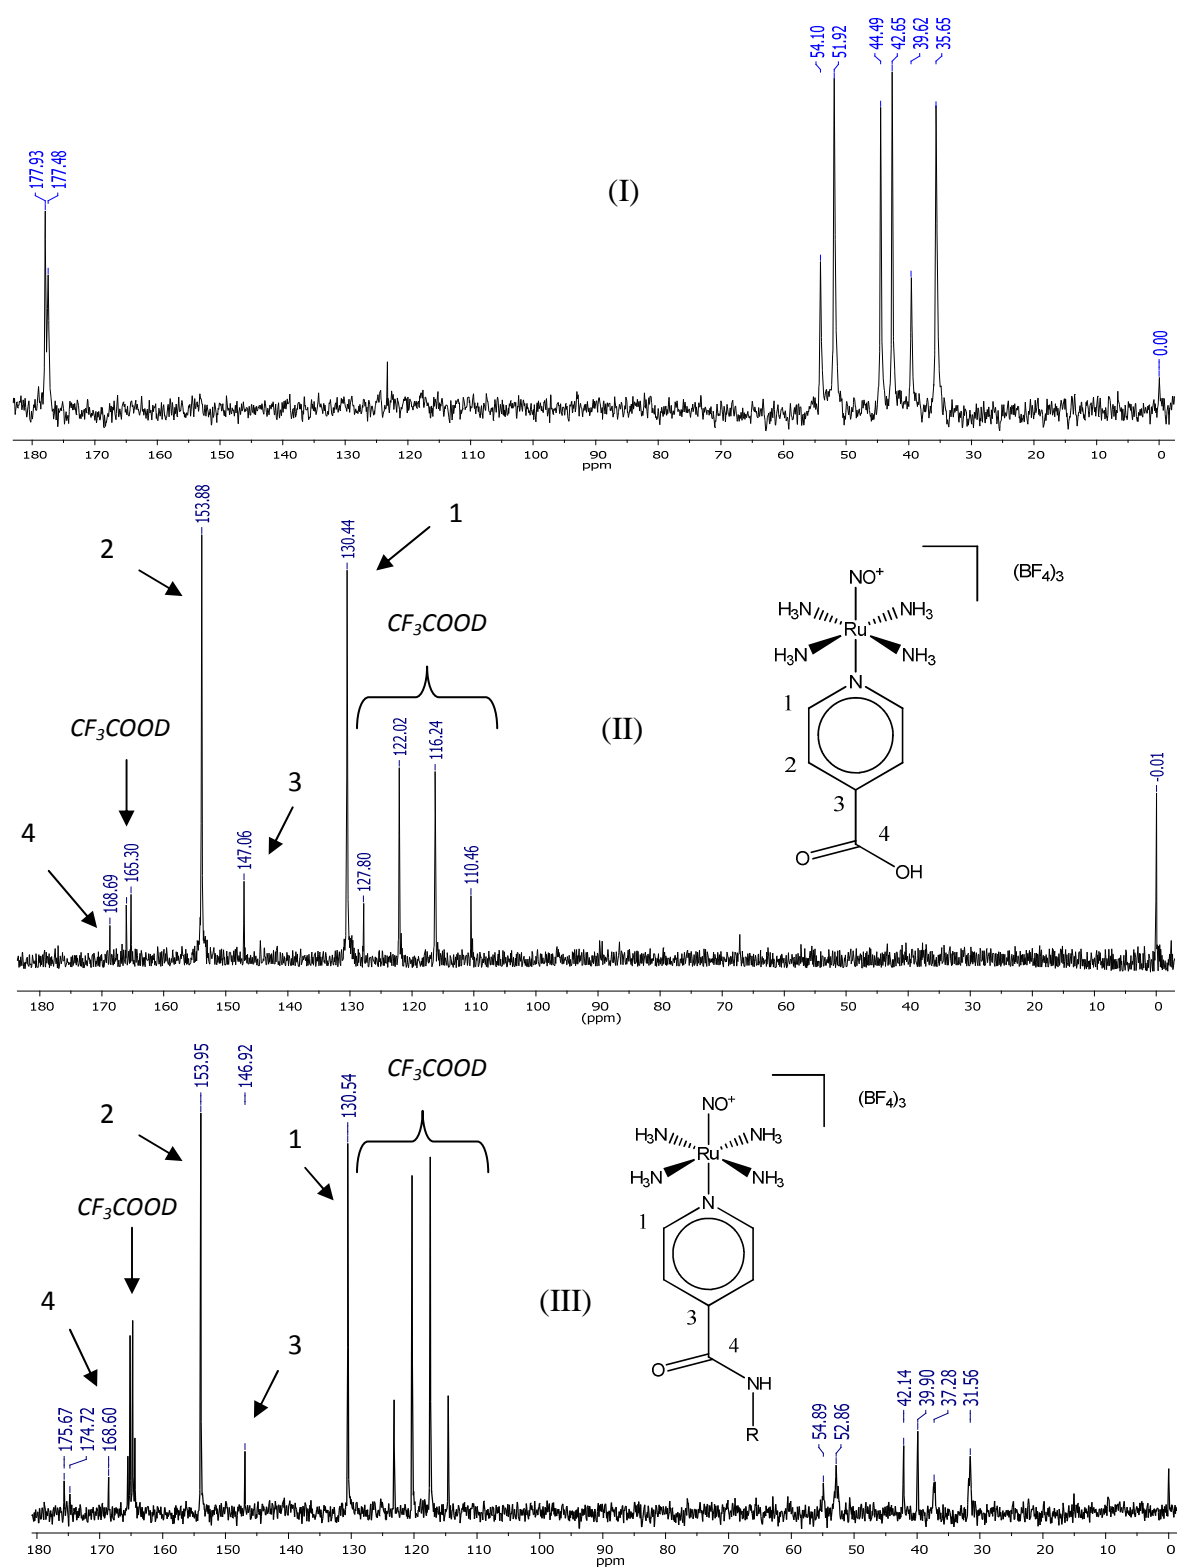 54.10 51.92 44.49 42.65 39.62 35.65
177.93 177.48
(I)
0.00
180 170 160 150 140 130 120 110 100 90 80 70 60 50 40 30 20 10 0
ppm
153.88
130.44
1
2
NO⁺
(BF₄)₃
H₃N NH₃
Ru
H₃N NH₃
CF₃COOD
N
1
(II)
CF₃COOD
122.02 116.24
2
3
3
-0.01
4
4
168.69 165.30 147.06 127.80 110.46
O
OH
180 170 160 150 140 130 120 110 100 90 80 70 60 50 40 30 20 10 0
(ppm)
153.95 146.92 130.54
CF₃COOD
NO⁺
(BF₄)₃
2
1
H₃N NH₃
Ru
H₃N NH₃
CF₃COOD
N
1
4
(III)
3
3
4
O
NH
R
175.67 174.72 168.60
54.89 52.86 42.14 39.90 37.28 31.56
180 170 160 150 140 130 120 110 100 90 80 70 60 50 40 30 20 10 0
ppm